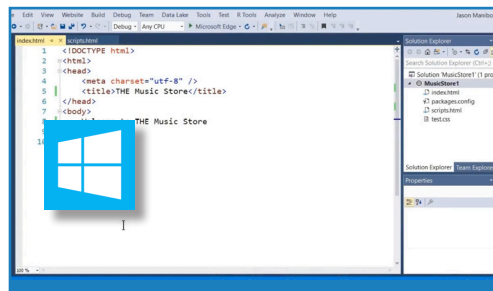 e Edit View Website Build Debug Team Data Lake Tools Test R Tools Analyze Window Help Jason Manibog
Debug Any CPU Microsoft Edge
index.html scripts.html Solution Explorer
Search Solution Explorer (Ctrl+;)
1 <!DOCTYPE html>
2 <html>
3 <head>
4 <meta charset="utf-8" />
5 <title>THE Music Store</title>
6 </head>
7 <body>
8 THE Music Store
9
Solution 'MusicStore1' (1 pro
MusicStore1
index.html
packages.config
scripts.html
test.css
Solution Explorer Team Explore
Properties
100 %